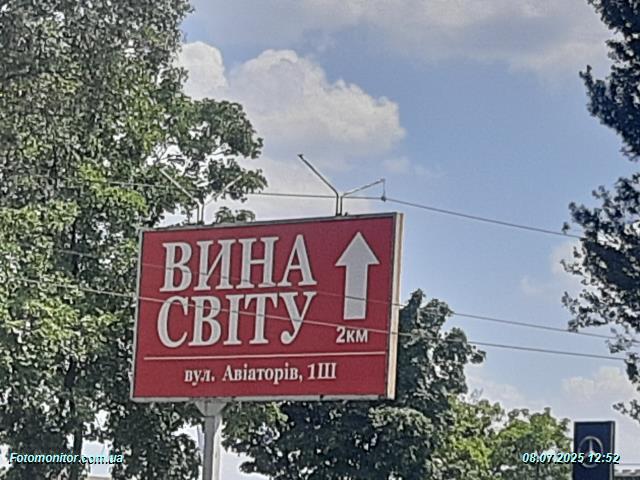 ВИНА
СВІТУ
2км
вул. Авіаторів, 1Ш
Fotomonitor.com.ua
08.07.2025 12:52